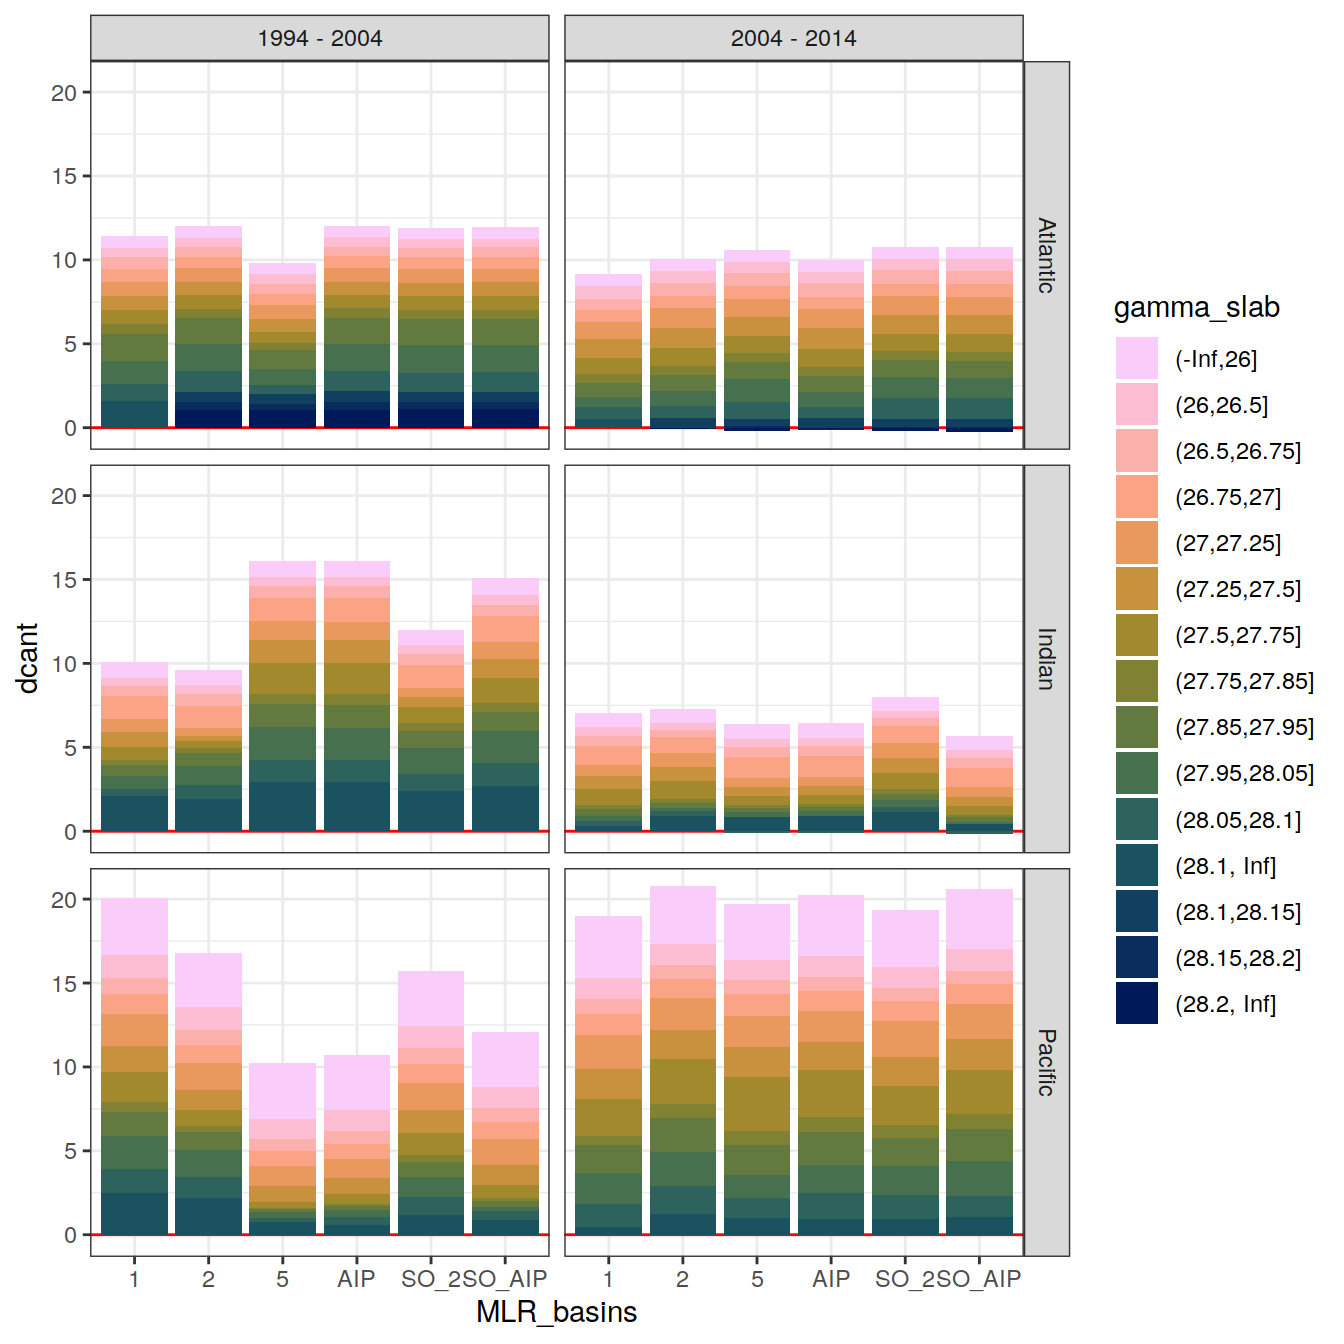 1994 - 2004
2004 - 2014
20
15
10
5
0
Atlantic
20
15
10
5
0
Indian
20
15
10
5
0
Pacific
dcant
1 2 5 AIP SO_2 SO_AIP
1 2 5 AIP SO_2 SO_AIP
MLR_basins
gamma_slab
(-Inf,26]
(26,26.5]
(26.5,26.75]
(26.75,27]
(27,27.25]
(27.25,27.5]
(27.5,27.75]
(27.75,27.85]
(27.85,27.95]
(27.95,28.05]
(28.05,28.1]
(28.1, Inf]
(28.1,28.15]
(28.15,28.2]
(28.2, Inf]